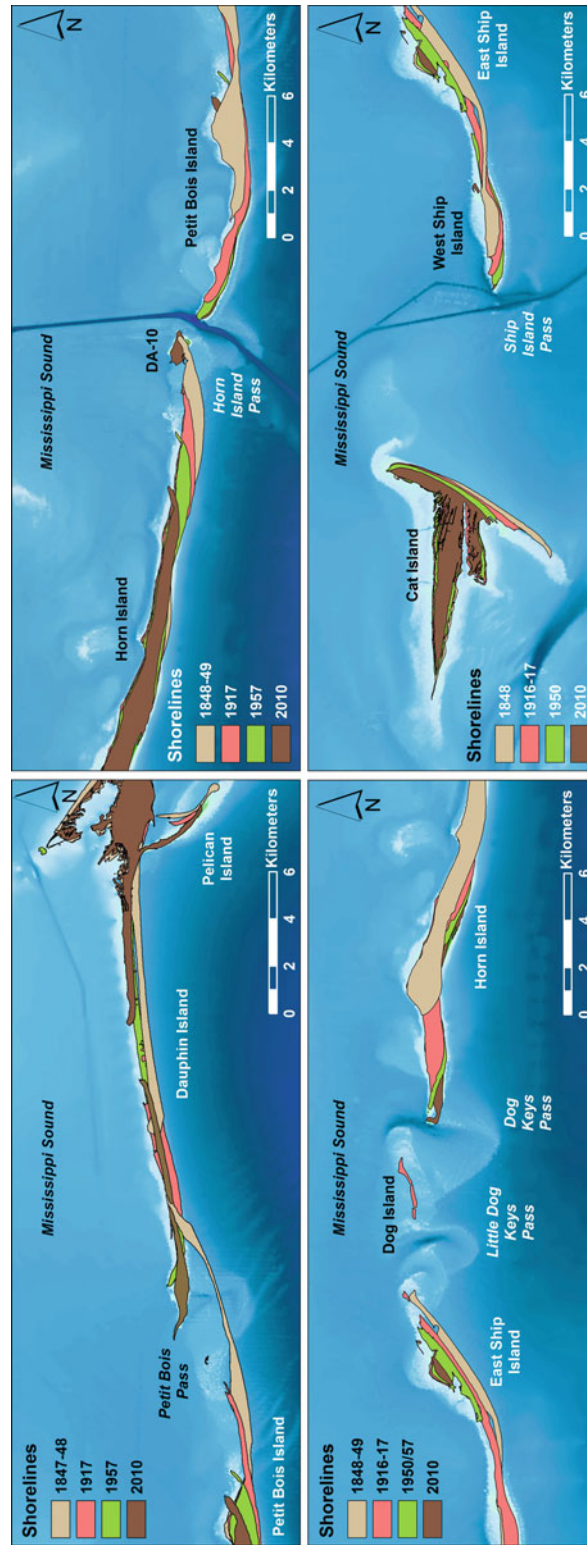 Shorelines
1847-48
1917
1957
2010
Mississippi Sound
N
Petit Bois
Pass
Petit Bois Island
Dauphin Island
Pelican
Island
Kilometers
0 2 4 6
Mississippi Sound
N
Horn Island
DA-10
Horn
Island
Pass
Petit Bois Island
Shorelines
1848-49
1917
1957
2010
Kilometers
0 2 4 6
Shorelines
1848-49
1916-17
1950/57
2010
Mississippi Sound
N
East Ship
Island
Dog Island
Little Dog
Keys
Pass
Dog
Keys
Pass
Horn Island
Kilometers
0 2 4 6
Mississippi Sound
N
Cat Island
Ship
Island
Pass
West Ship
Island
East Ship
Island
Shorelines
1848
1916-17
1950
2010
Kilometers
0 2 4 6